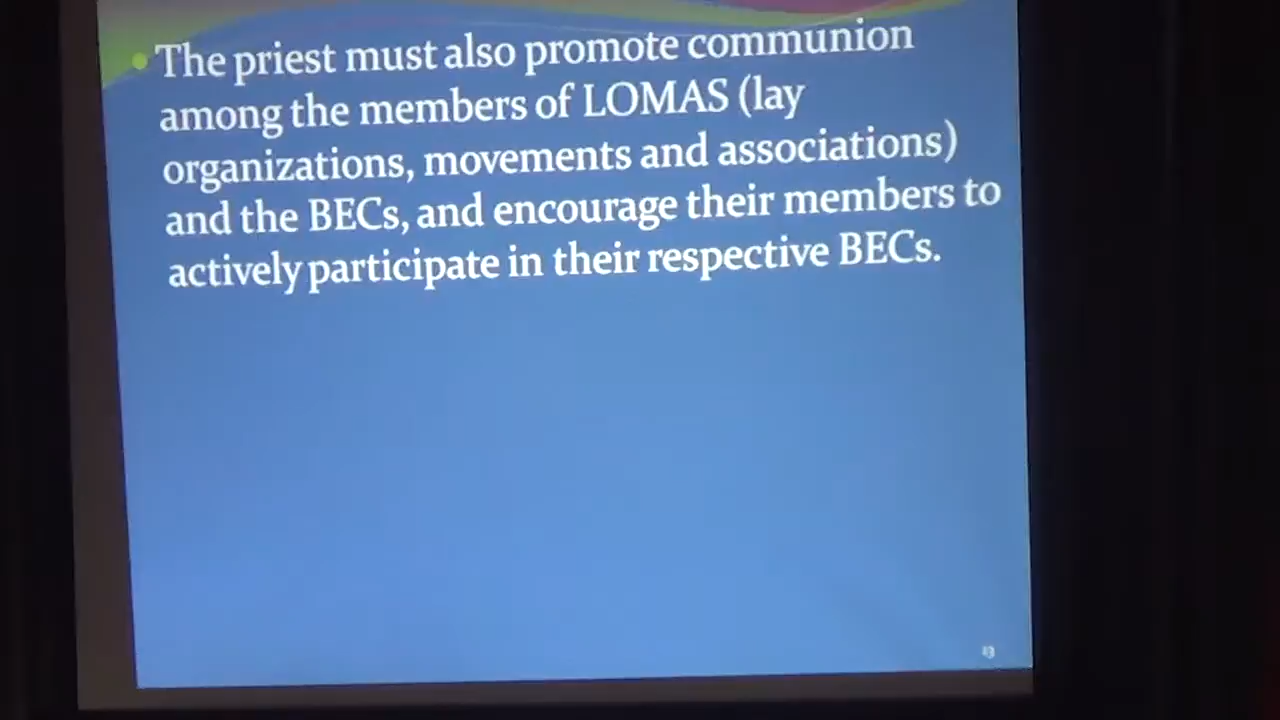 The priest must also promote communion
among the members of LOMAS (lay
organizations, movements and associations)
and the BECs, and encourage their members to
actively participate in their respective BECs.